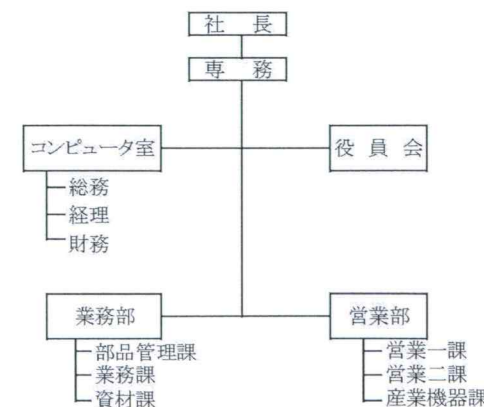 社長
専務
コンピュータ室
役員会
総務
経理
財務
業務部
営業部
部品管理課
営業一課
業務課
営業二課
資材課
産業機器課